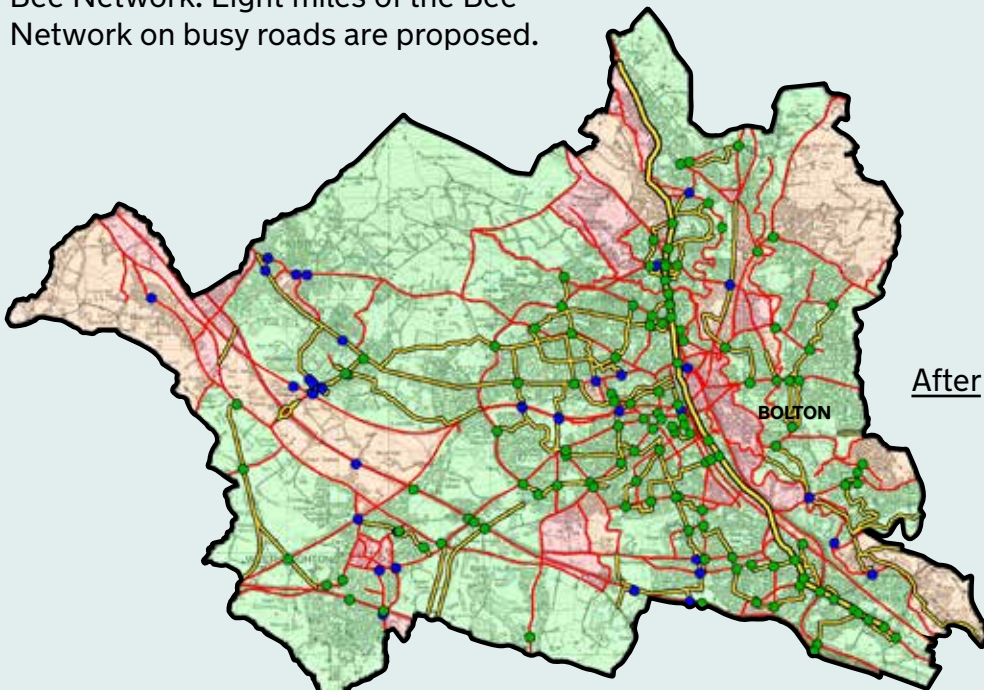 Bee Network. Eight miles of the Bee
Network on busy roads are proposed.
After
BOLTON